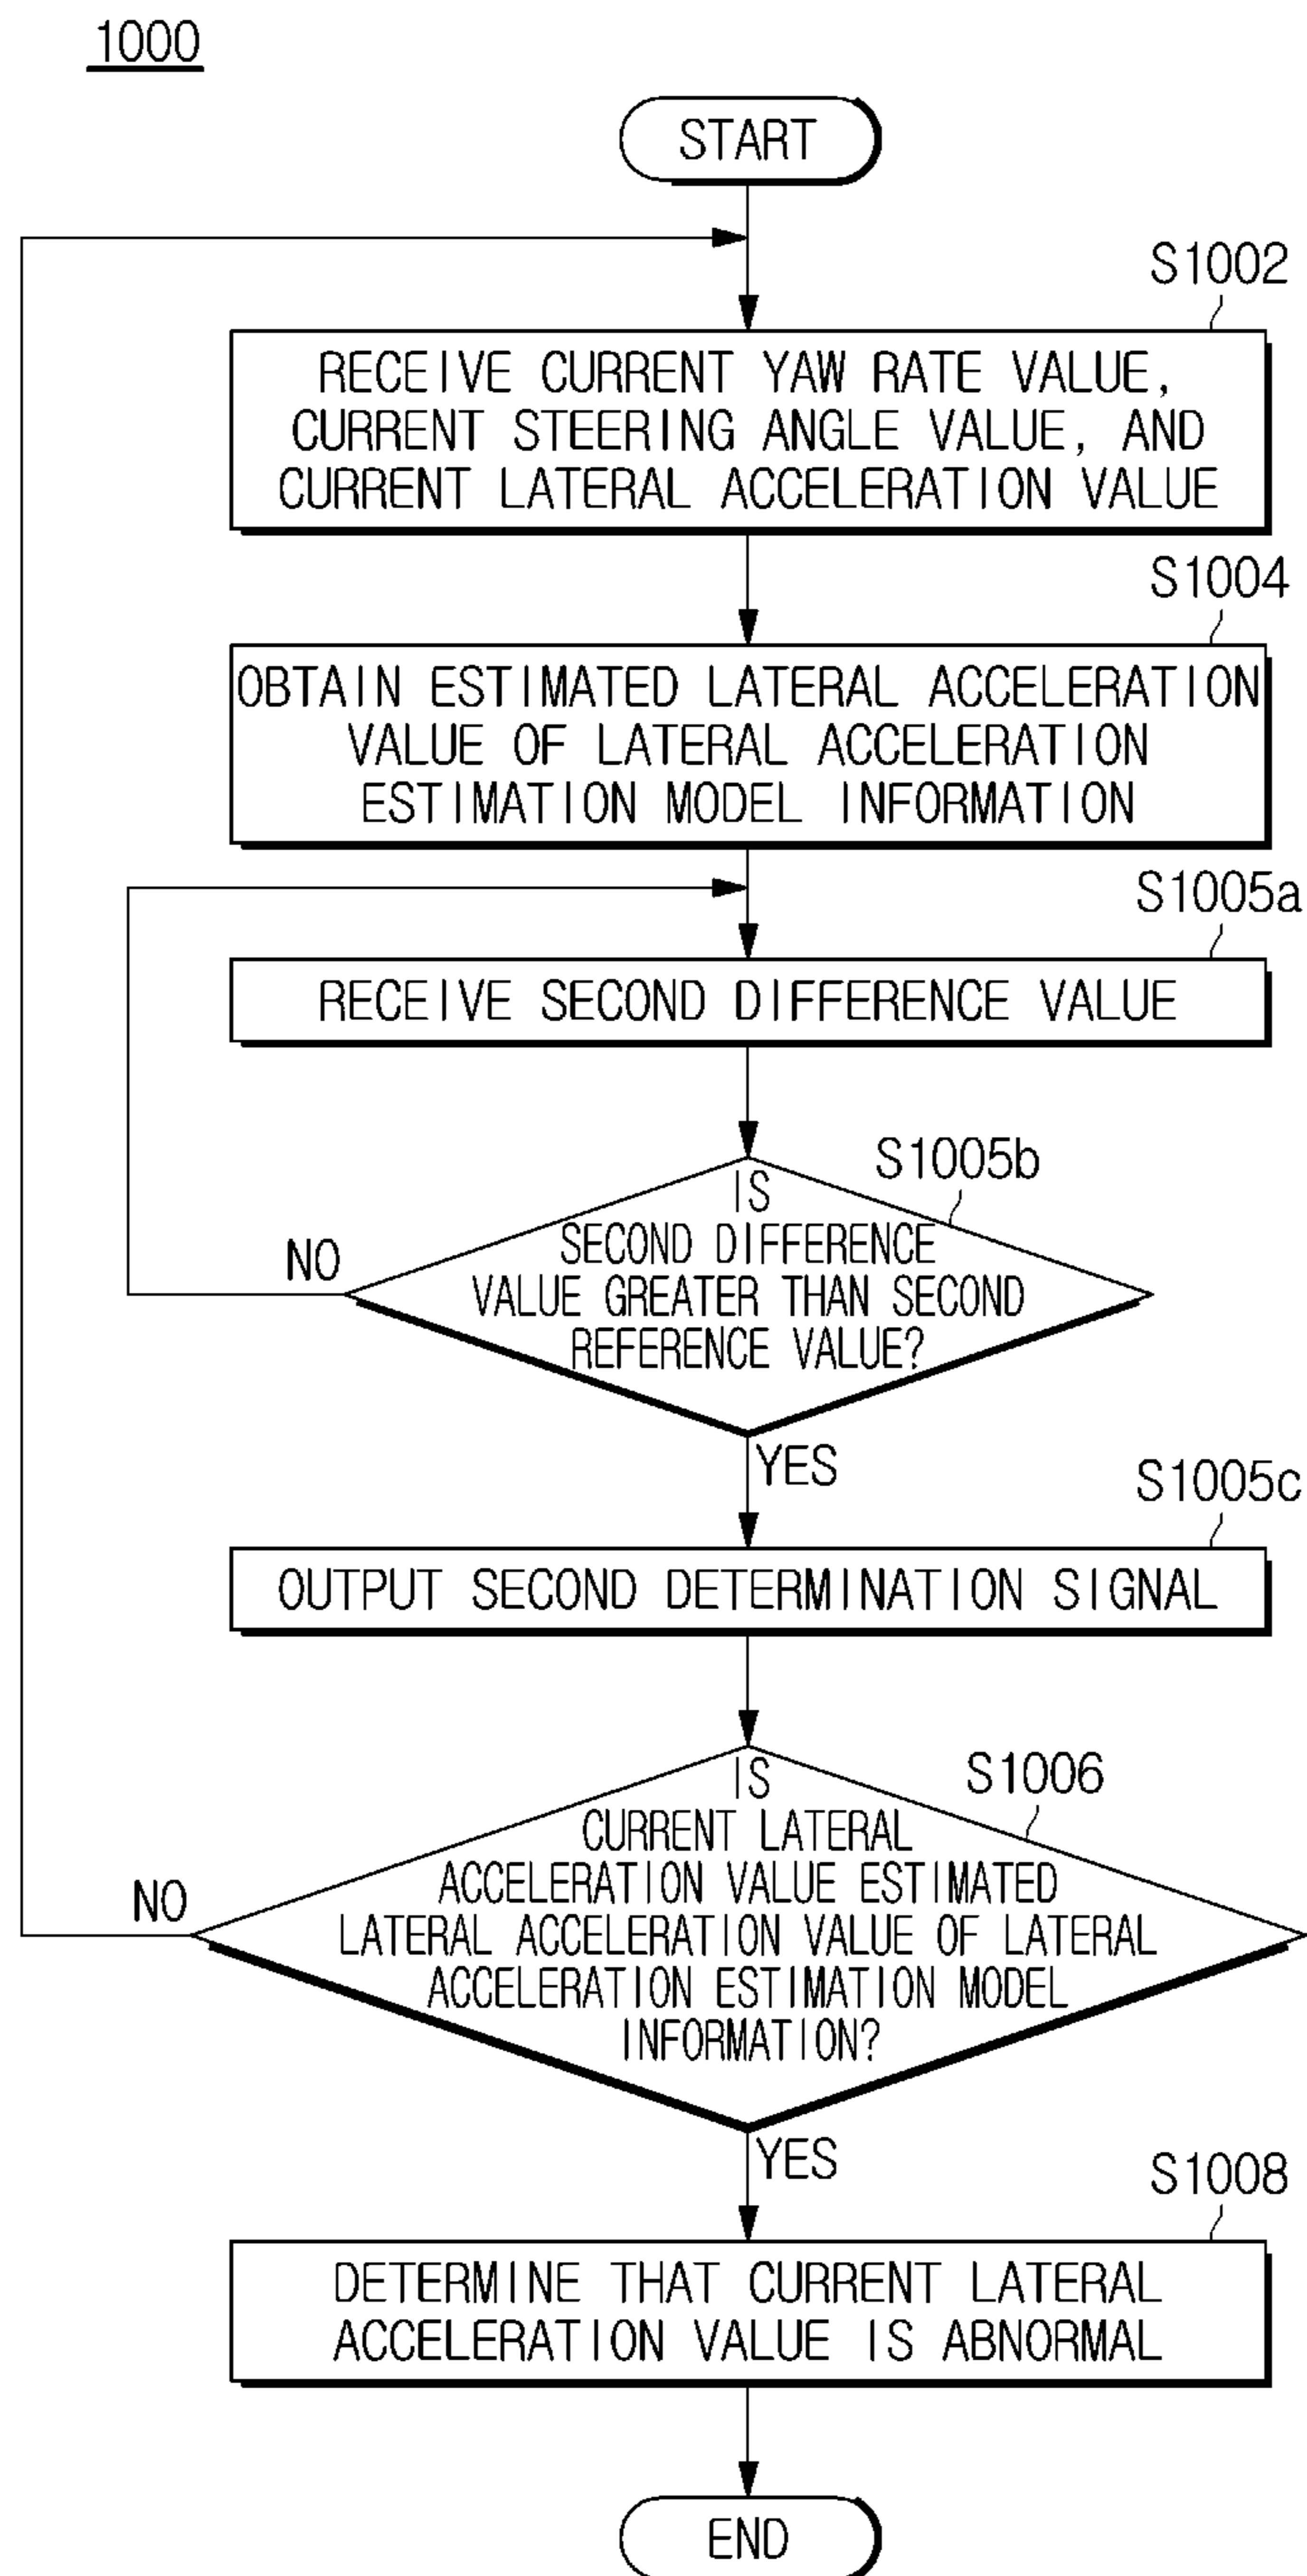 1000
START
S1002
RECEIVE CURRENT YAW RATE VALUE,
CURRENT STEERING ANGLE VALUE, AND
CURRENT LATERAL ACCELERATION VALUE
S1004
OBTAIN ESTIMATED LATERAL ACCELERATION
VALUE OF LATERAL ACCELERATION
ESTIMATION MODEL INFORMATION
S1005a
RECEIVE SECOND DIFFERENCE VALUE
S1005b
IS
SECOND DIFFERENCE
VALUE GREATER THAN SECOND
REFERENCE VALUE?
NO
YES
S1005c
OUTPUT SECOND DETERMINATION SIGNAL
S1006
IS
CURRENT LATERAL
ACCELERATION VALUE ESTIMATED
LATERAL ACCELERATION VALUE OF LATERAL
ACCELERATION ESTIMATION MODEL
INFORMATION?
NO
YES
S1008
DETERMINE THAT CURRENT LATERAL
ACCELERATION VALUE IS ABNORMAL
END